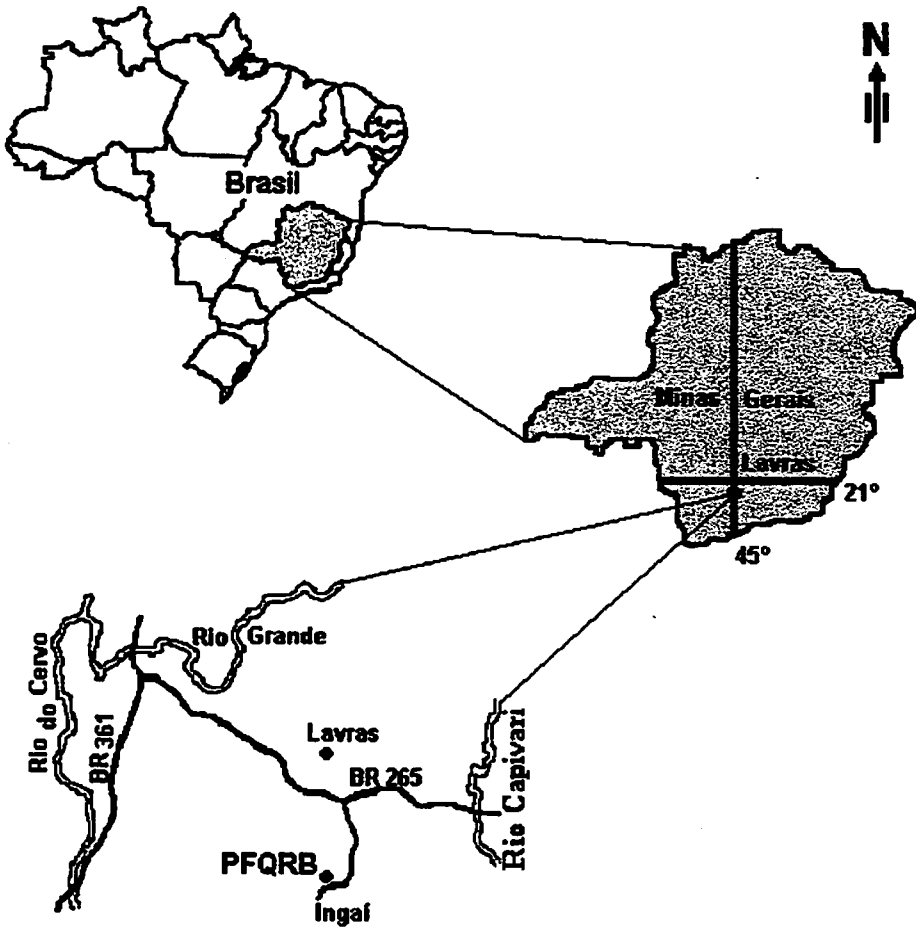 N
Brasil
Minas Gerais
Lavras
21°
45°
Rio Grande
Rio do Cervo
BR 361
Lavras
BR 265
Rio Capivari
PFQRB
Ingaí